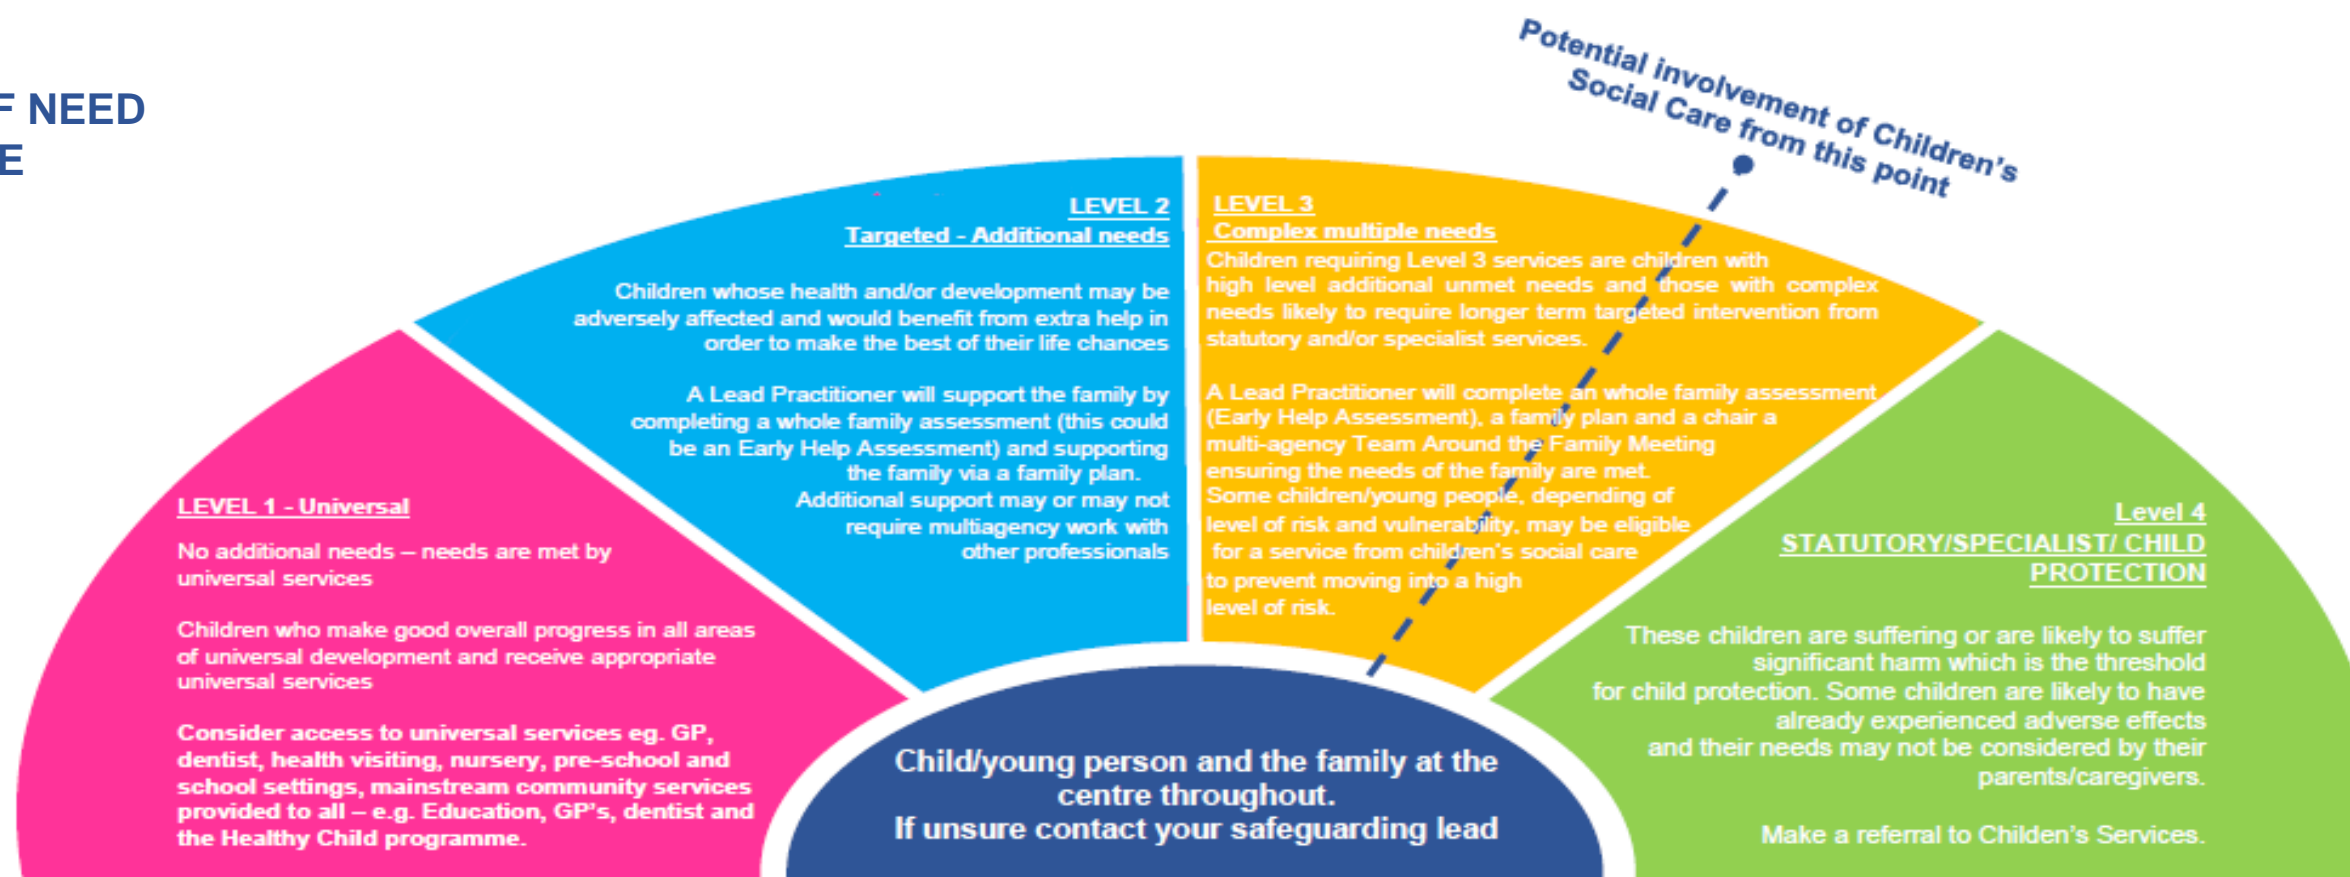 F NEED
E
Potential involvement of Children's
Social Care from this point
LEVEL 1 - Universal
No additional needs – needs are met by
universal services
Children who make good overall progress in all areas
of universal development and receive appropriate
universal services
Consider access to universal services eg. GP,
dentist, health visiting, nursery, pre-school and
school settings, mainstream community services
provided to all – e.g. Education, GP's, dentist and
the Healthy Child programme.
LEVEL 2
Targeted - Additional needs
Children whose health and/or development may be
adversely affected and would benefit from extra help in
order to make the best of their life chances
A Lead Practitioner will support the family by
completing a whole family assessment (this could
be an Early Help Assessment) and supporting
the family via a family plan.
Additional support may or may not
require multiagency work with
other professionals
LEVEL 3
Complex multiple needs
Children requiring Level 3 services are children with
high level additional unmet needs and those with complex
needs likely to require longer term targeted intervention from
statutory and/or specialist services.
A Lead Practitioner will complete an whole family assessment
(Early Help Assessment), a family plan and a chair a
multi-agency Team Around the Family Meeting
ensuring the needs of the family are met.
Some children/young people, depending of
level of risk and vulnerability, may be eligible
for a service from children's social care
to prevent moving into a high
level of risk.
Level 4
STATUTORY/SPECIALIST/ CHILD
PROTECTION
These children are suffering or are likely to suffer
significant harm which is the threshold
for child protection. Some children are likely to have
already experienced adverse effects
and their needs may not be considered by their
parents/caregivers.
Make a referral to Childen's Services.
Child/young person and the family at the
centre throughout.
If unsure contact your safeguarding lead